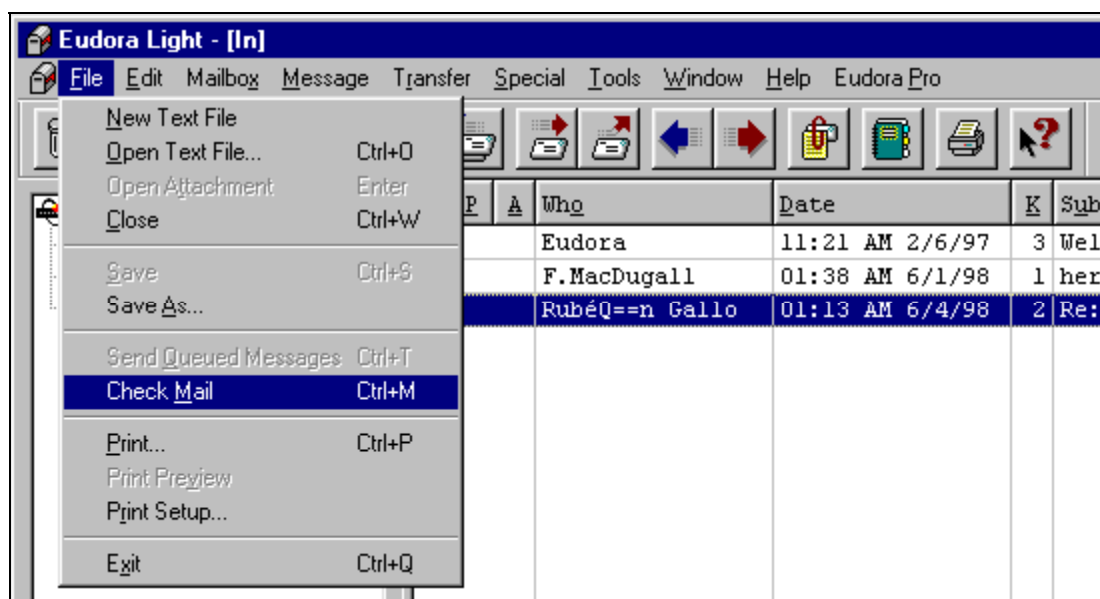 Eudora Light - [In]
File Edit Mailbox Message Transfer Special Tools Window Help Eudora Pro
New Text File
Open Text File... Ctrl+O
Open Attachment Enter
Close Ctrl+W
Save Ctrl+S
Save As...
Send Queued Messages Ctrl+T
Check Mail Ctrl+M
Print... Ctrl+P
Print Preview
Print Setup...
Exit Ctrl+Q
P A Who Date K Sub
Eudora 11:21 AM 2/6/97 3 Wel
F.MacDugall 01:38 AM 6/1/98 1 her
RubéQ==n Gallo 01:13 AM 6/4/98 2 Re: